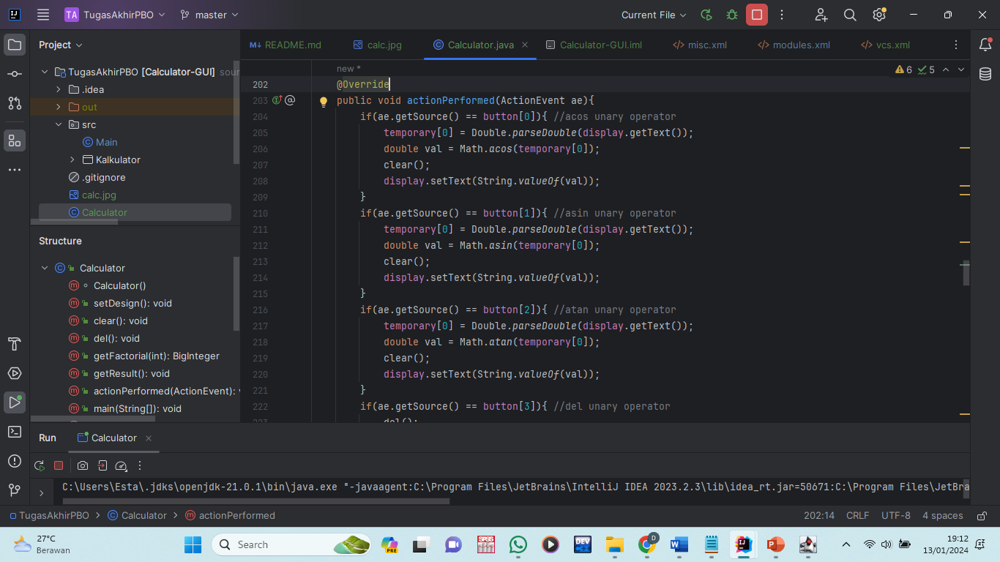 TA TugasAkhirPBO master Current File
Project
README.md calc.jpg Calculator.java Calculator-GUI.iml misc.xml modules.xml vcs.xml
TugasAkhirPBO [Calculator-GUI] sour
.idea
out
src
Main
Kalkulator
.gitignore
calc.jpg
Calculator
Structure
Calculator
Calculator()
setDesign(): void
clear(): void
del(): void
getFactorial(int): BigInteger
getResult(): void
actionPerformed(ActionEvent):
main(String[]): void
new *
6 5
202 @Override
203 public void actionPerformed(ActionEvent ae){
204 if(ae.getSource() == button[0]){ //acos unary operator
205 temporary[0] = Double.parseDouble(display.getText());
206 double val = Math.acos(temporary[0]);
207 clear();
208 display.setText(String.valueOf(val));
209 }
210 if(ae.getSource() == button[1]){ //asin unary operator
211 temporary[0] = Double.parseDouble(display.getText());
212 double val = Math.asin(temporary[0]);
213 clear();
214 display.setText(String.valueOf(val));
215 }
216 if(ae.getSource() == button[2]){ //atan unary operator
217 temporary[0] = Double.parseDouble(display.getText());
218 double val = Math.atan(temporary[0]);
219 clear();
220 display.setText(String.valueOf(val));
221 }
222 if(ae.getSource() == button[3]){ //del unary operator
223 del();
Run Calculator
C:\Users\Esta\.jdks\openjdk-21.0.1\bin\java.exe "-javaagent:C:\Program Files\JetBrains\IntelliJ IDEA 2023.2.3\lib\idea_rt.jar=50671:C:\Program Files\JetBra
TugasAkhirPBO Calculator actionPerformed 202:14 CRLF UTF-8 4 spaces
27°C
Berawan
Search
PRE
SPSS
DEV
D
19:12
13/01/2024